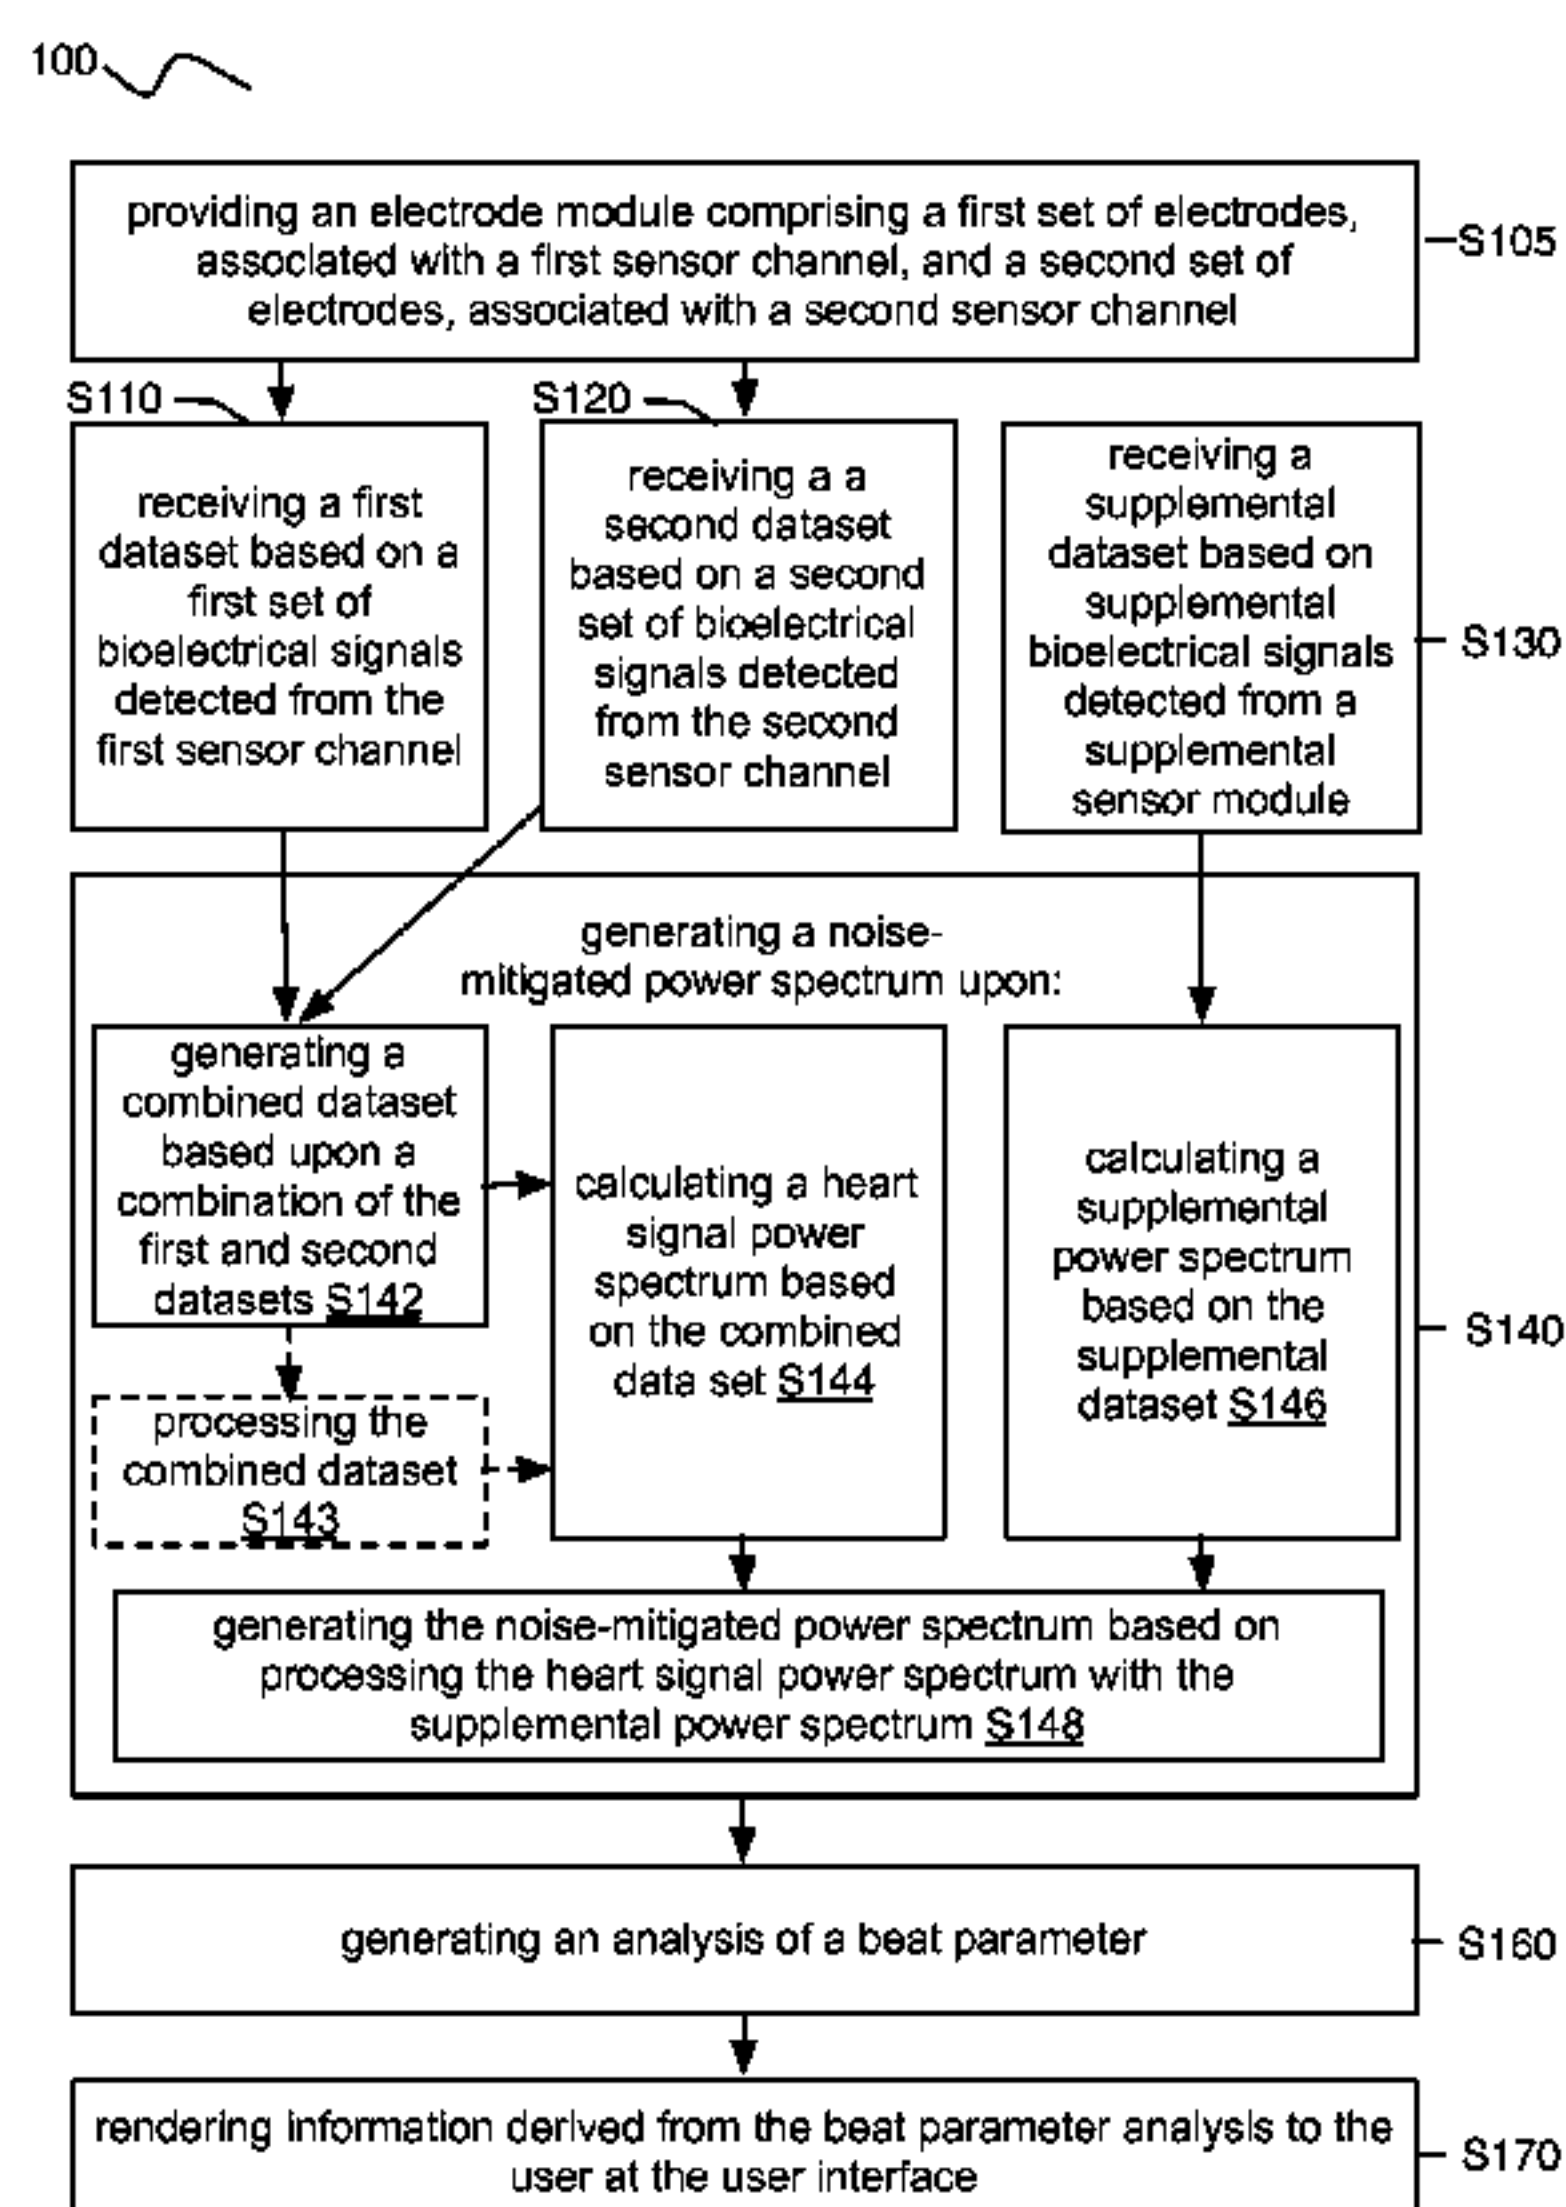 100
providing an electrode module comprising a first set of electrodes,
associated with a first sensor channel, and a second set of
electrodes, associated with a second sensor channel
S105
S110
receiving a first
dataset based on a
first set of
bioelectrical signals
detected from the
first sensor channel
S120
receiving a a
second dataset
based on a second
set of bioelectrical
signals detected
from the second
sensor channel
receiving a
supplemental
dataset based on
supplemental
bioelectrical signals
detected from a
supplemental
sensor module
S130
generating a noise-
mitigated power spectrum upon:
generating a
combined dataset
based upon a
combination of the
first and second
datasets S142
processing the
combined dataset
S143
calculating a heart
signal power
spectrum based
on the combined
data set S144
calculating a
supplemental
power spectrum
based on the
supplemental
dataset S146
S140
generating the noise-mitigated power spectrum based on
processing the heart signal power spectrum with the
supplemental power spectrum S148
generating an analysis of a beat parameter
S160
rendering information derived from the beat parameter analysis to the
user at the user interface
S170